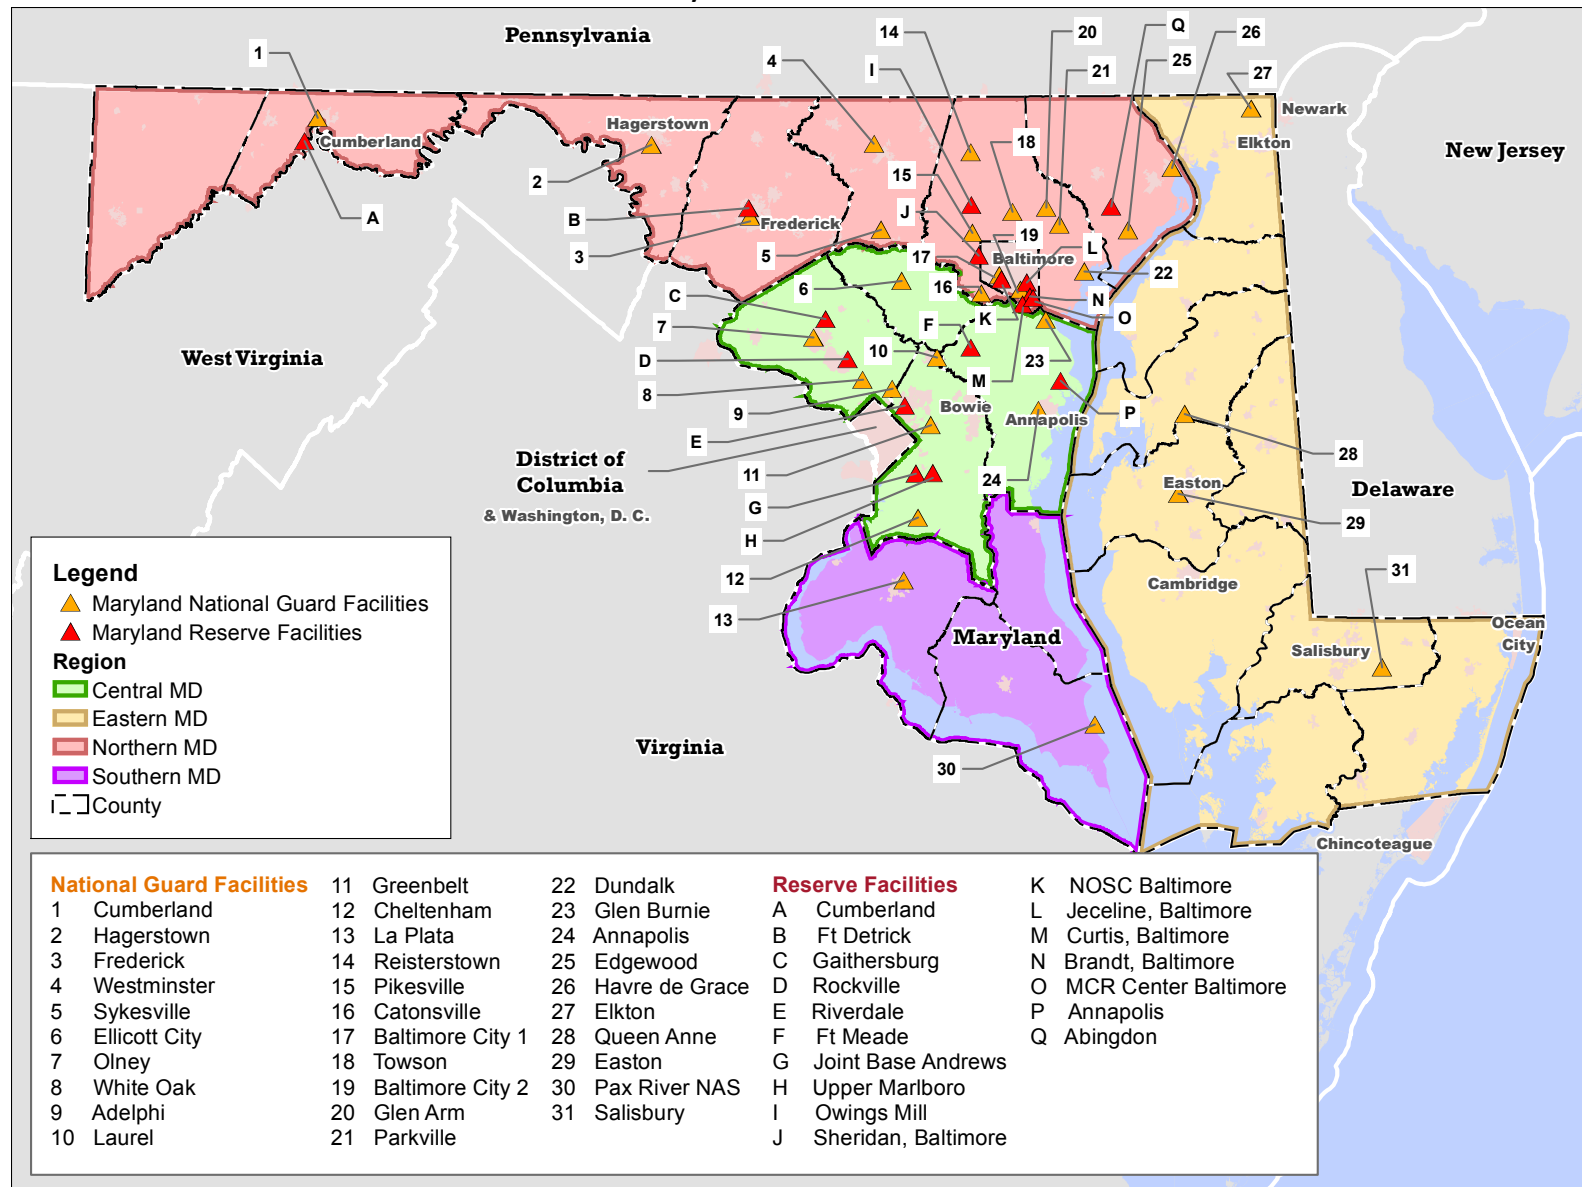 Pennsylvania
14
20
Q
26
1
4
I
21
25
27
Newark
Hagerstown
18
Elkton
Cumberland
New Jersey
2
15
A
B
J
Frederick
3
5
17
19
L
Baltimore
22
C
6
16
N
7
F
K
O
West Virginia
D
10
23
8
M
9
Bowie
P
E
Annapolis
District of
Columbia
11
24
28
& Washington, D. C.
G
Easton
Delaware
29
H
12
Cambridge
31
13
Maryland
Ocean
City
Salisbury
Virginia
30
Chincoteague
Legend
Maryland National Guard Facilities
Maryland Reserve Facilities
Region
Central MD
Eastern MD
Northern MD
Southern MD
County
National Guard Facilities
1 Cumberland
2 Hagerstown
3 Frederick
4 Westminster
5 Sykesville
6 Ellicott City
7 Olney
8 White Oak
9 Adelphi
10 Laurel
11 Greenbelt
12 Cheltenham
13 La Plata
14 Reisterstown
15 Pikesville
16 Catonsville
17 Baltimore City 1
18 Towson
19 Baltimore City 2
20 Glen Arm
21 Parkville
22 Dundalk
23 Glen Burnie
24 Annapolis
25 Edgewood
26 Havre de Grace
27 Elkton
28 Queen Anne
29 Easton
30 Pax River NAS
31 Salisbury
Reserve Facilities
A Cumberland
B Ft Detrick
C Gaithersburg
D Rockville
E Riverdale
F Ft Meade
G Joint Base Andrews
H Upper Marlboro
I Owings Mill
J Sheridan, Baltimore
K NOSC Baltimore
L Jeceline, Baltimore
M Curtis, Baltimore
N Brandt, Baltimore
O MCR Center Baltimore
P Annapolis
Q Abingdon